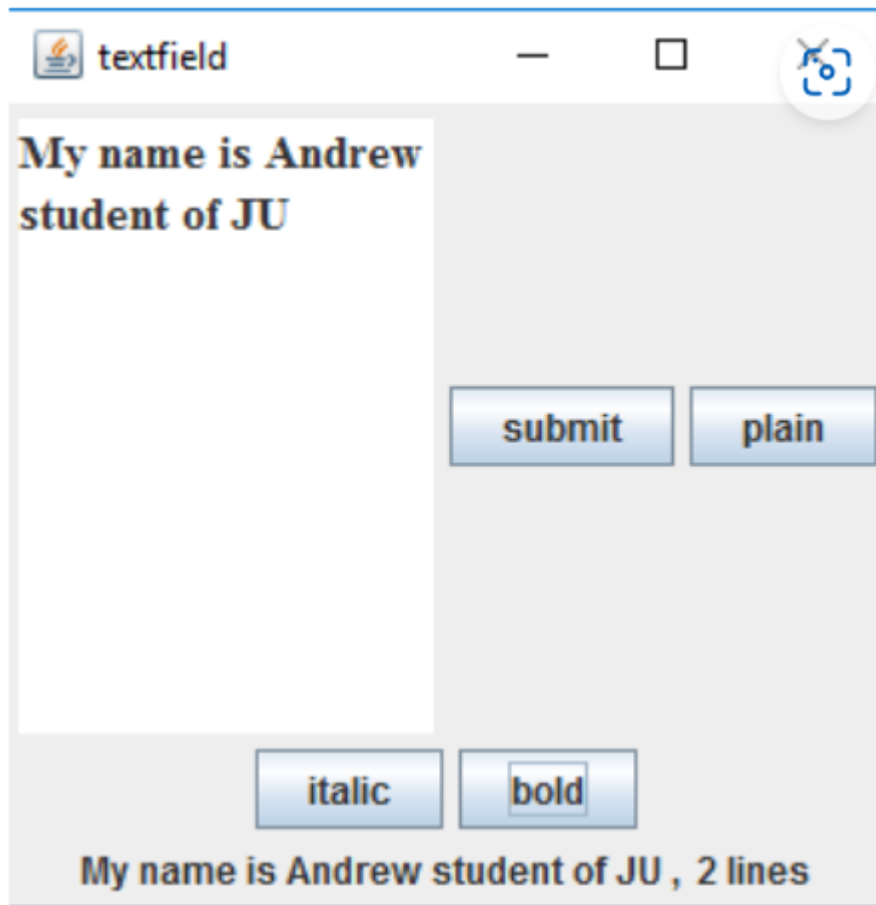 textfield
My name is Andrew
student of JU
submit
plain
italic
bold
My name is Andrew student of JU , 2 lines